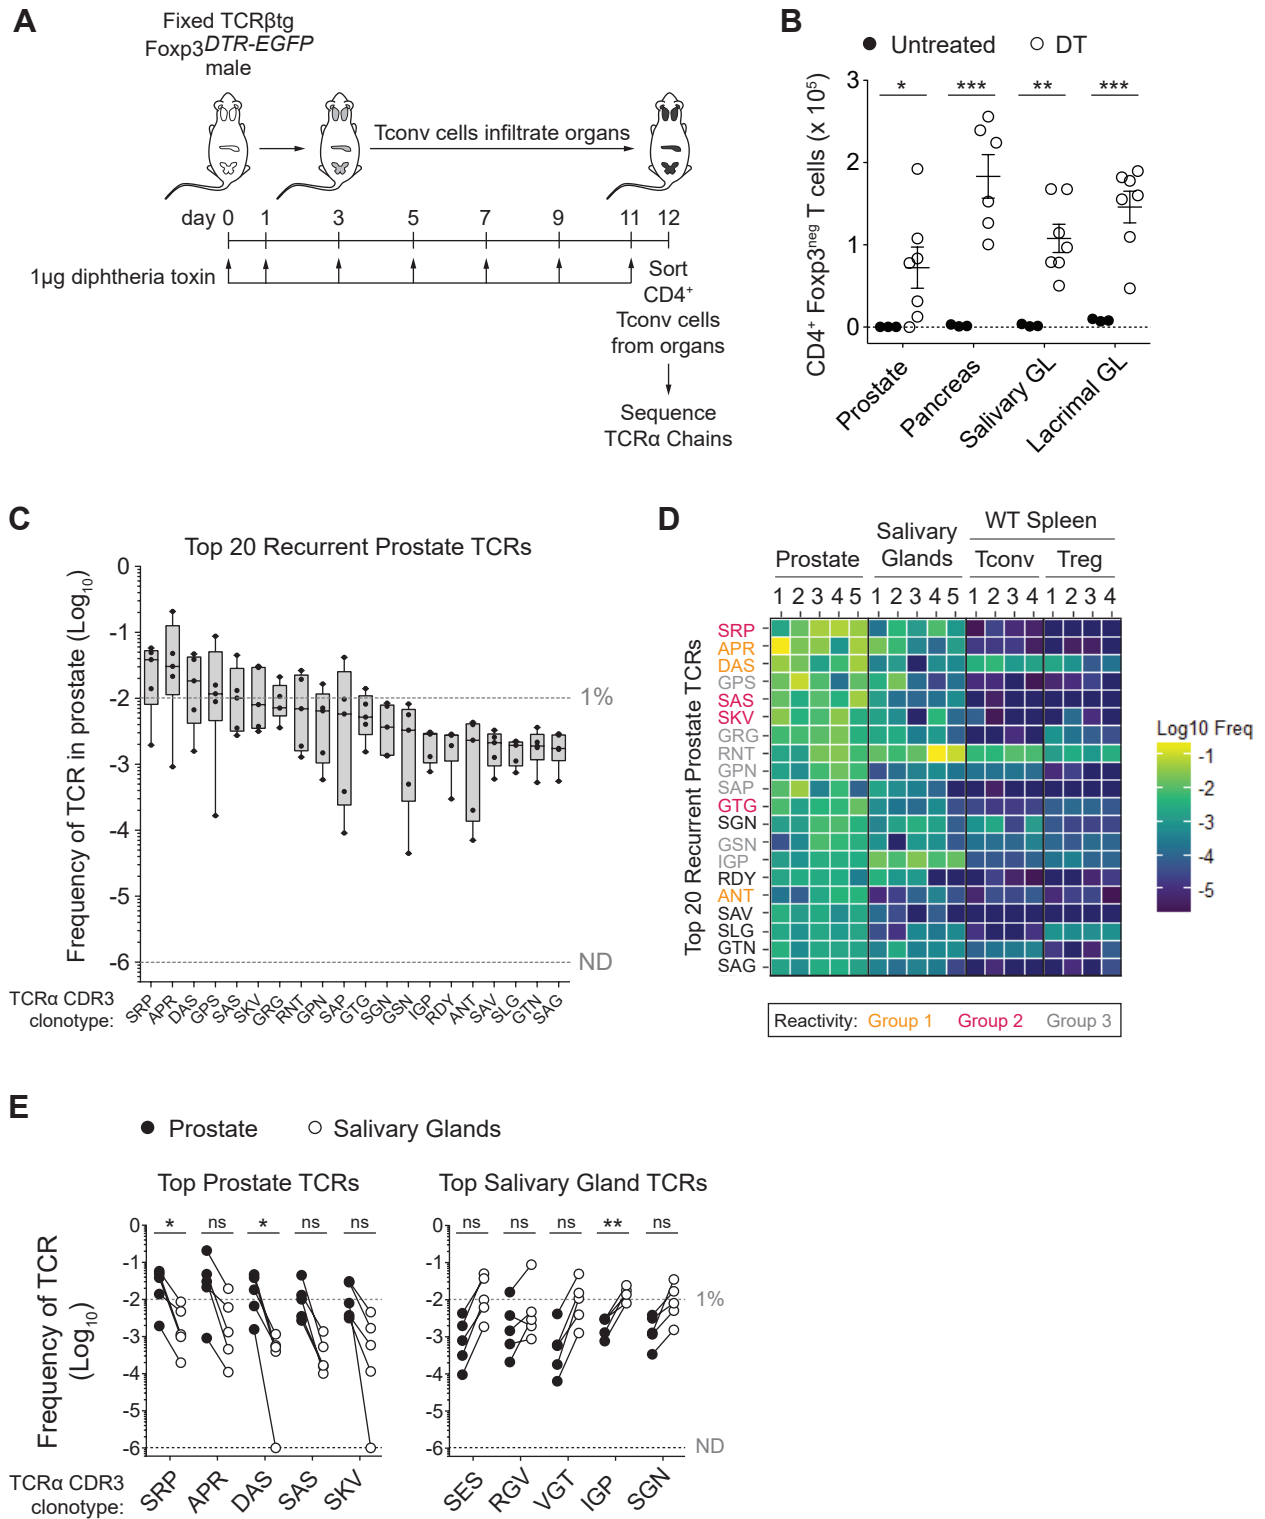 A
Fixed TCRβtg
Foxp3DTR-EGFP
male
Tconv cells infiltrate organs
day 0 1 3 5 7 9 11 12
1µg diphtheria toxin
Sort
CD4+
Tconv cells
from organs
Sequence
TCRα Chains
B
Untreated DT
CD4+ Foxp3neg T cells (x 10⁵)
3
2
1
0
* *** ** ***
Prostate
Pancreas
Salivary GL
Lacrimal GL
C
Top 20 Recurrent Prostate TCRs
Frequency of TCR in prostate (Log10)
0
-1
-2
-3
-4
-5
-6
1%
ND
TCRα CDR3
clonotype:
SRP APR DAS GPS SAS SKV GRG RNT GPN SAP GTG SGN GSN IGP RDY ANT SAV SLG GTN SAG
D
WT Spleen
Salivary
Glands
Prostate Tconv Treg
1 2 3 4 5 1 2 3 4 5 1 2 3 4 1 2 3 4
Top 20 Recurrent Prostate TCRs
SRP
APR
DAS
GPS
SAS
SKV
GRG
RNT
GPN
SAP
GTG
SGN
GSN
IGP
RDY
ANT
SAV
SLG
GTN
SAG
Log10 Freq
-1
-2
-3
-4
-5
Reactivity: Group 1 Group 2 Group 3
E
Prostate Salivary Glands
Top Prostate TCRs
Frequency of TCR
(Log10)
0
-1
-2
-3
-4
-5
-6
* ns * ns ns
TCRα CDR3
clonotype:
SRP APR DAS SAS SKV
Top Salivary Gland TCRs
0
-1
-2
-3
-4
-5
-6
ns ns ns ** ns
1%
ND
SES RGV VGT IGP SGN